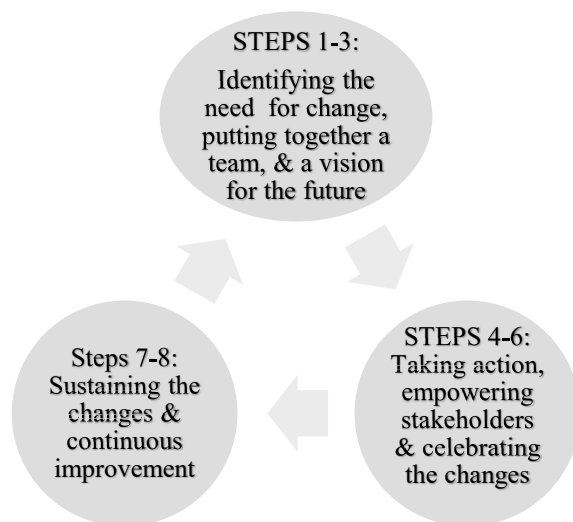 STEPS 1-3:
Identifying the
need for change,
putting together a
team, & a vision
for the future
STEPS 4-6:
Taking action,
empowering
stakeholders
& celebrating
the changes
Steps 7-8:
Sustaining the
changes &
continuous
improvement